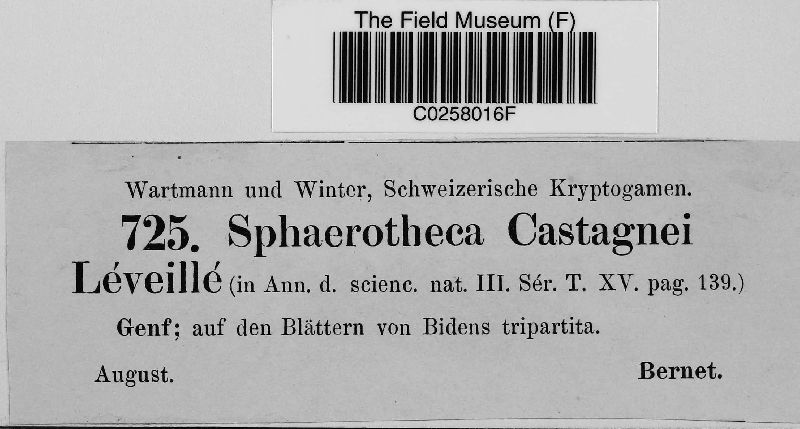 The Field Museum (F)
C0258016F
Wartmann und Winter, Schweizerische Kryptogamen.
725. Sphaerotheca Castagnei
Léveillé (in Ann. d. scienc. nat. III. Sér. T. XV. pag. 139.)
Genf; auf den Blättern von Bidens tripartita.
August. Bernet.